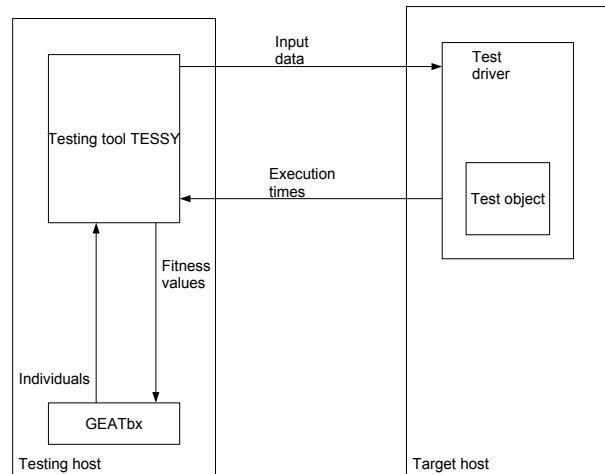 Input
data
Test
driver
Testing tool TESSY
Execution
times
Test object
Fitness
values
Individuals
GEATbx
Testing host
Target host